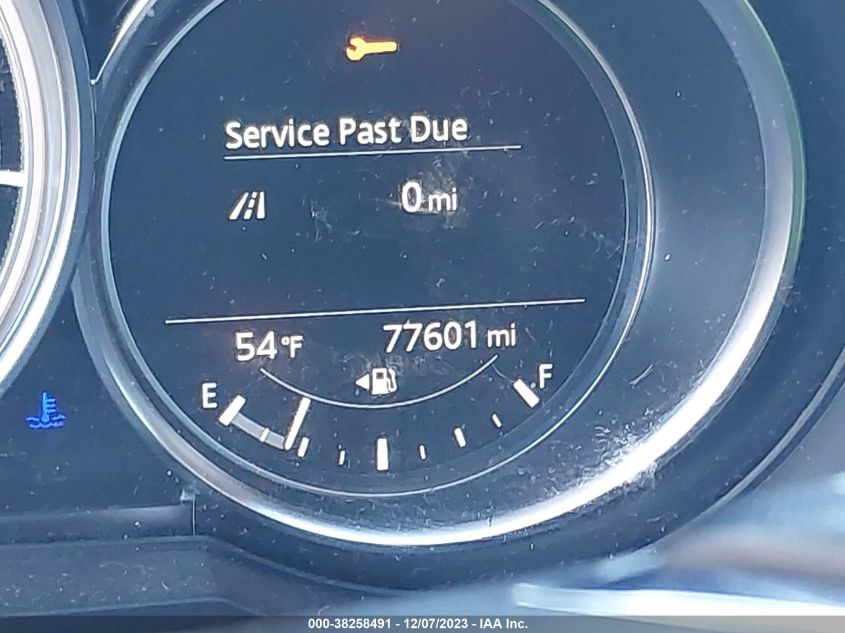 Service Past Due
0 mi
54 °F
77601 mi
E
F
000-38258491 - 12/07/2023 - IAA Inc.